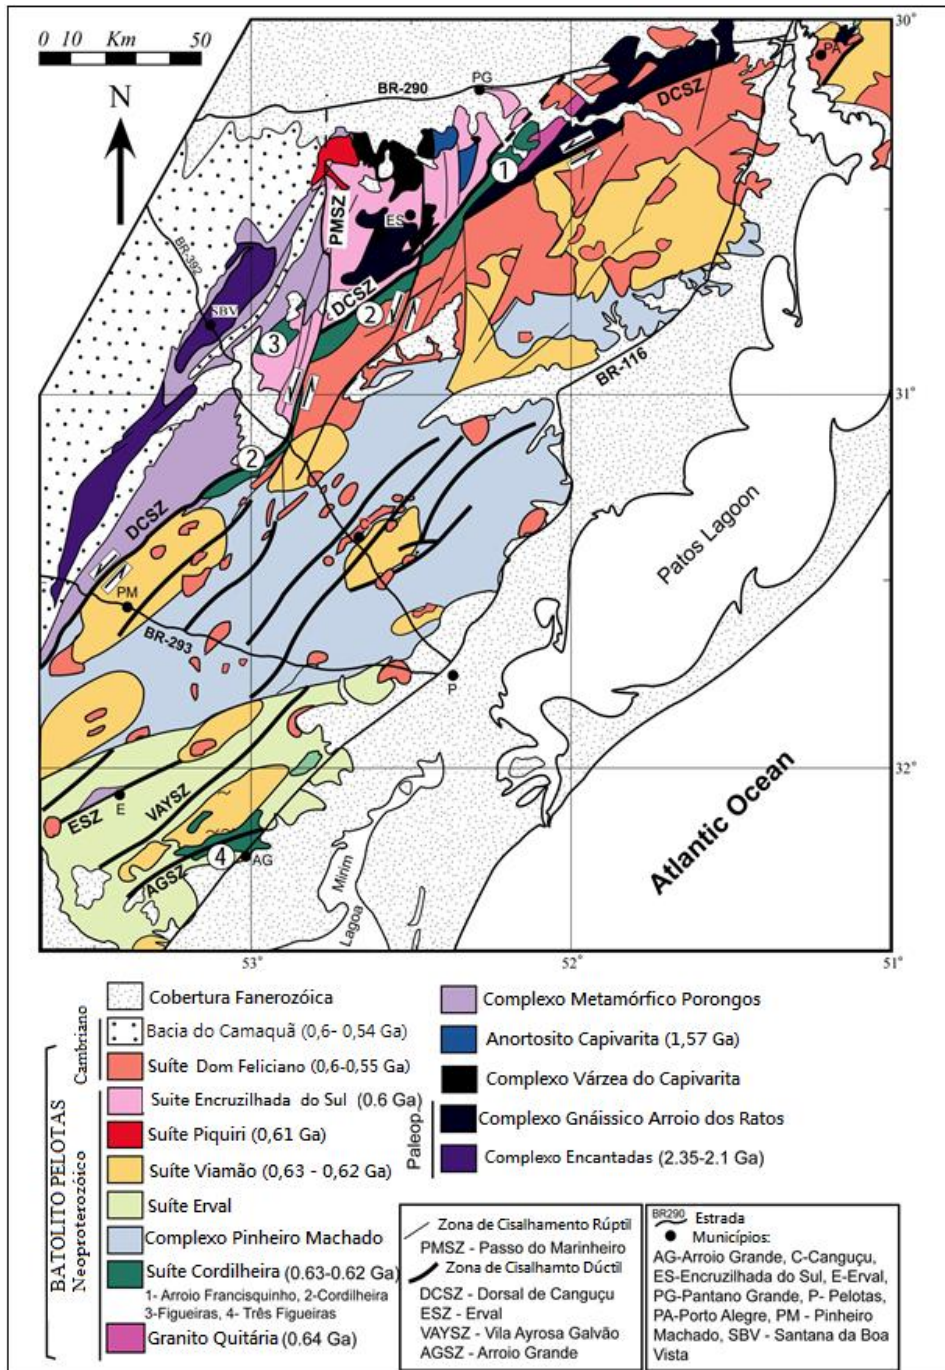 0 10 Km 50
N
30°
PA
PG
BR-290
DCSZ
1
PMSZ
ES
BR-392
DCSZ
SBV
2
3
BR-116
31°
2
DCSZ
Patos Lagoon
PM
BR-293
P
32°
Atlantic Ocean
E
ESZ
VAYSZ
4
AG
AGSZ
Mirim
Lagoa
53°
52°
51°
BATOLITO PELOTAS
Cambriano
Neoproterozóico
Cobertura Fanerozóica
Bacia do Camaquã (0,6- 0,54 Ga)
Suíte Dom Feliciano (0,6-0,55 Ga)
Suite Encruzilhada do Sul (0.6 Ga)
Suíte Piquiri (0,61 Ga)
Suíte Viamão (0,63 - 0,62 Ga)
Suíte Erval
Complexo Pinheiro Machado
Suíte Cordilheira (0.63-0.62 Ga)
1- Arroio Francisquinho, 2-Cordilheira
3-Figueiras, 4- Três Figueiras
Granito Quitária (0.64 Ga)
Complexo Metamórfico Porongos
Anortosito Capivarita (1,57 Ga)
Complexo Várzea do Capivarita
Paleop.
Complexo Gnáissico Arroio dos Ratos
Complexo Encantadas (2.35-2.1 Ga)
Zona de Cisalhamento Rúptil
PMSZ - Passo do Marinheiro
Zona de Cisalhamto Dúctil
DCSZ - Dorsal de Canguçu
ESZ - Erval
VAYSZ - Vila Ayrosa Galvão
AGSZ - Arroio Grande
BR290 Estrada
Municípios:
AG-Arroio Grande, C-Canguçu,
ES-Encruzilhada do Sul, E-Erval,
PG-Pantano Grande, P- Pelotas,
PA-Porto Alegre, PM - Pinheiro
Machado, SBV - Santana da Boa
Vista